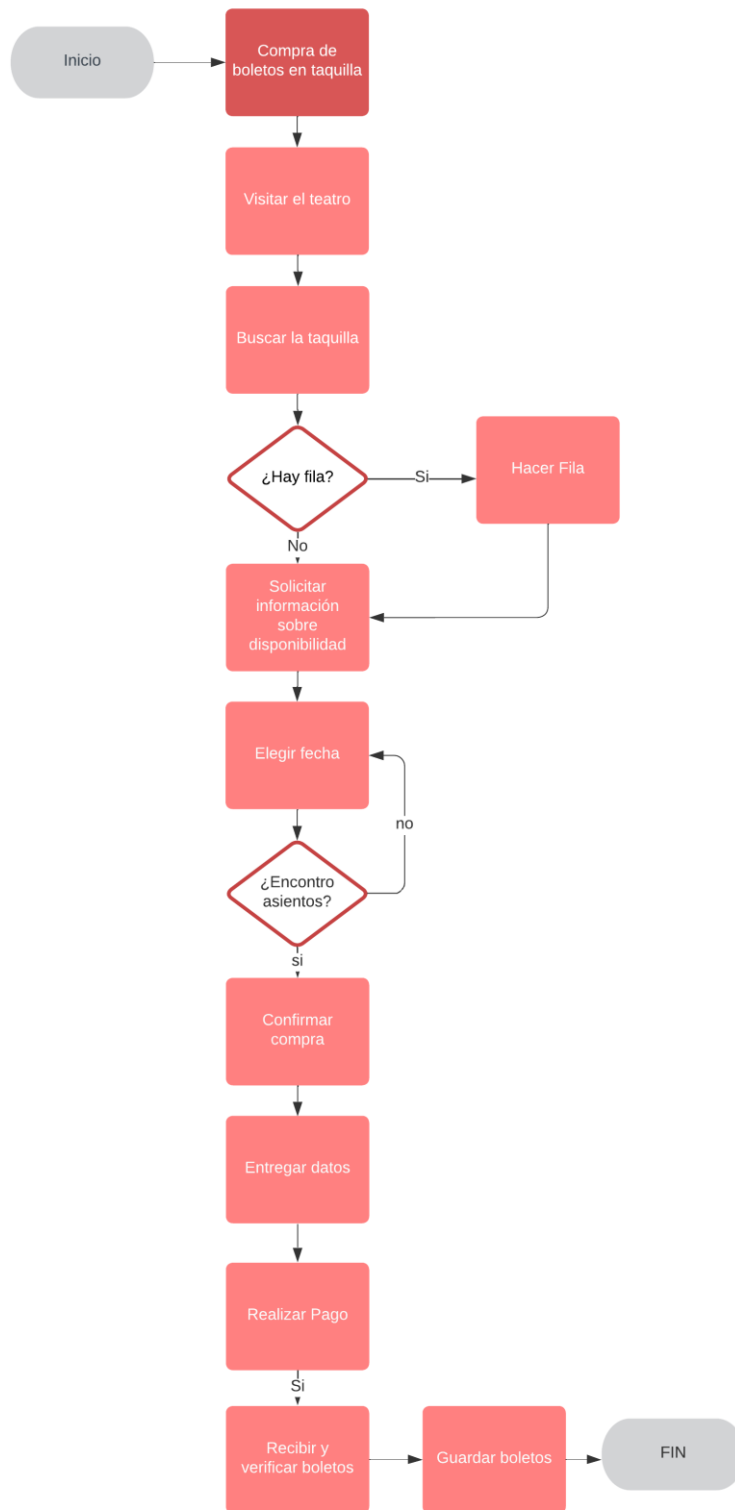 Inicio
Compra de
boletos en taquilla
Visitar el teatro
Buscar la taquilla
¿Hay fila?
Si
Hacer Fila
No
Solicitar
información
sobre
disponibilidad
Elegir fecha
no
¿Encontro
asientos?
si
Confirmar
compra
Entregar datos
Realizar Pago
Si
Recibir y
verificar boletos
Guardar boletos
FIN